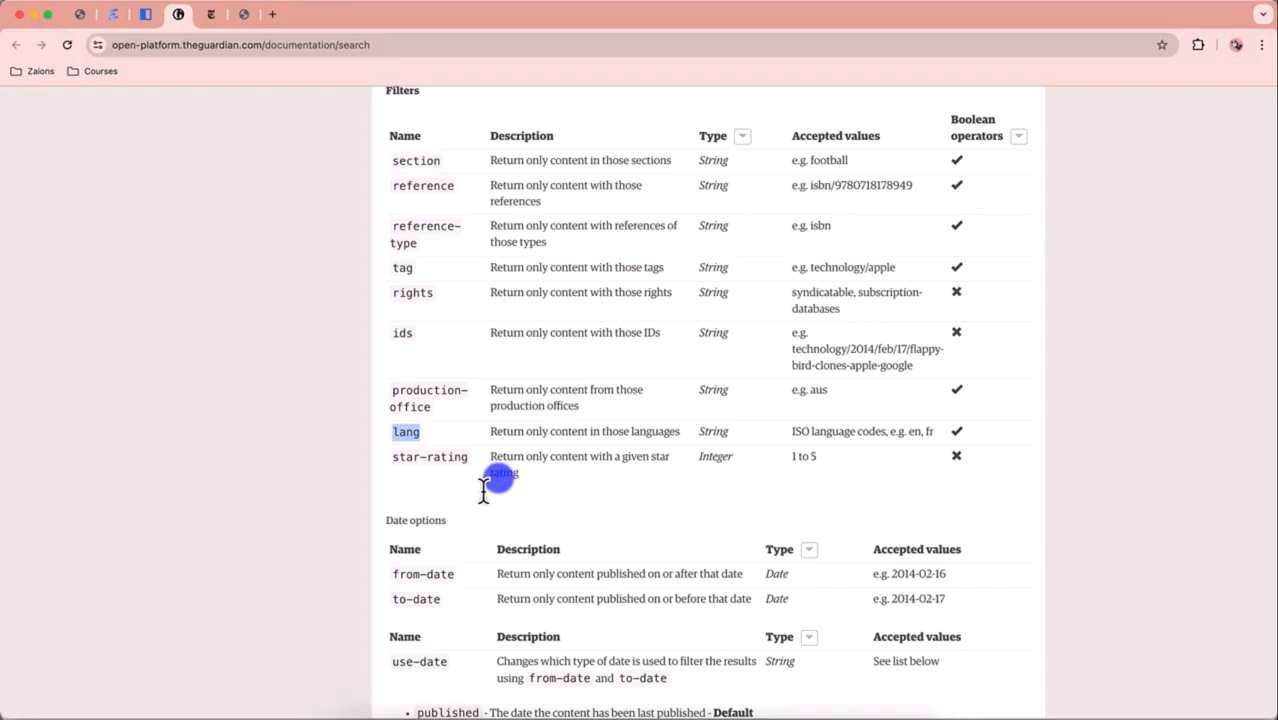 open-platform.theguardian.com/documentation/search
Zaions Courses
Filters
Name Description Type Accepted values Boolean operators
section Return only content in those sections String e.g. football
reference Return only content with those String e.g. isbn/9780718178949
references
reference- Return only content with references of String e.g. isbn
type those types
tag Return only content with those tags String e.g. technology/apple
rights Return only content with those rights String syndicatable, subscription-
databases
ids Return only content with those IDs String e.g.
technology/2014/feb/17/flappy-
bird-clones-apple-google
production- Return only content from those String e.g. aus
office production offices
lang Return only content in those languages String ISO language codes, e.g. en, fr
star-rating Return only content with a given star Integer 1 to 5
rating
Date options
Name Description Type Accepted values
from-date Return only content published on or after that date Date e.g. 2014-02-16
to-date Return only content published on or before that date Date e.g. 2014-02-17
Name Description Type Accepted values
use-date Changes which type of date is used to filter the results String See list below
using from-date and to-date
• published - The date the content has been last published - Default